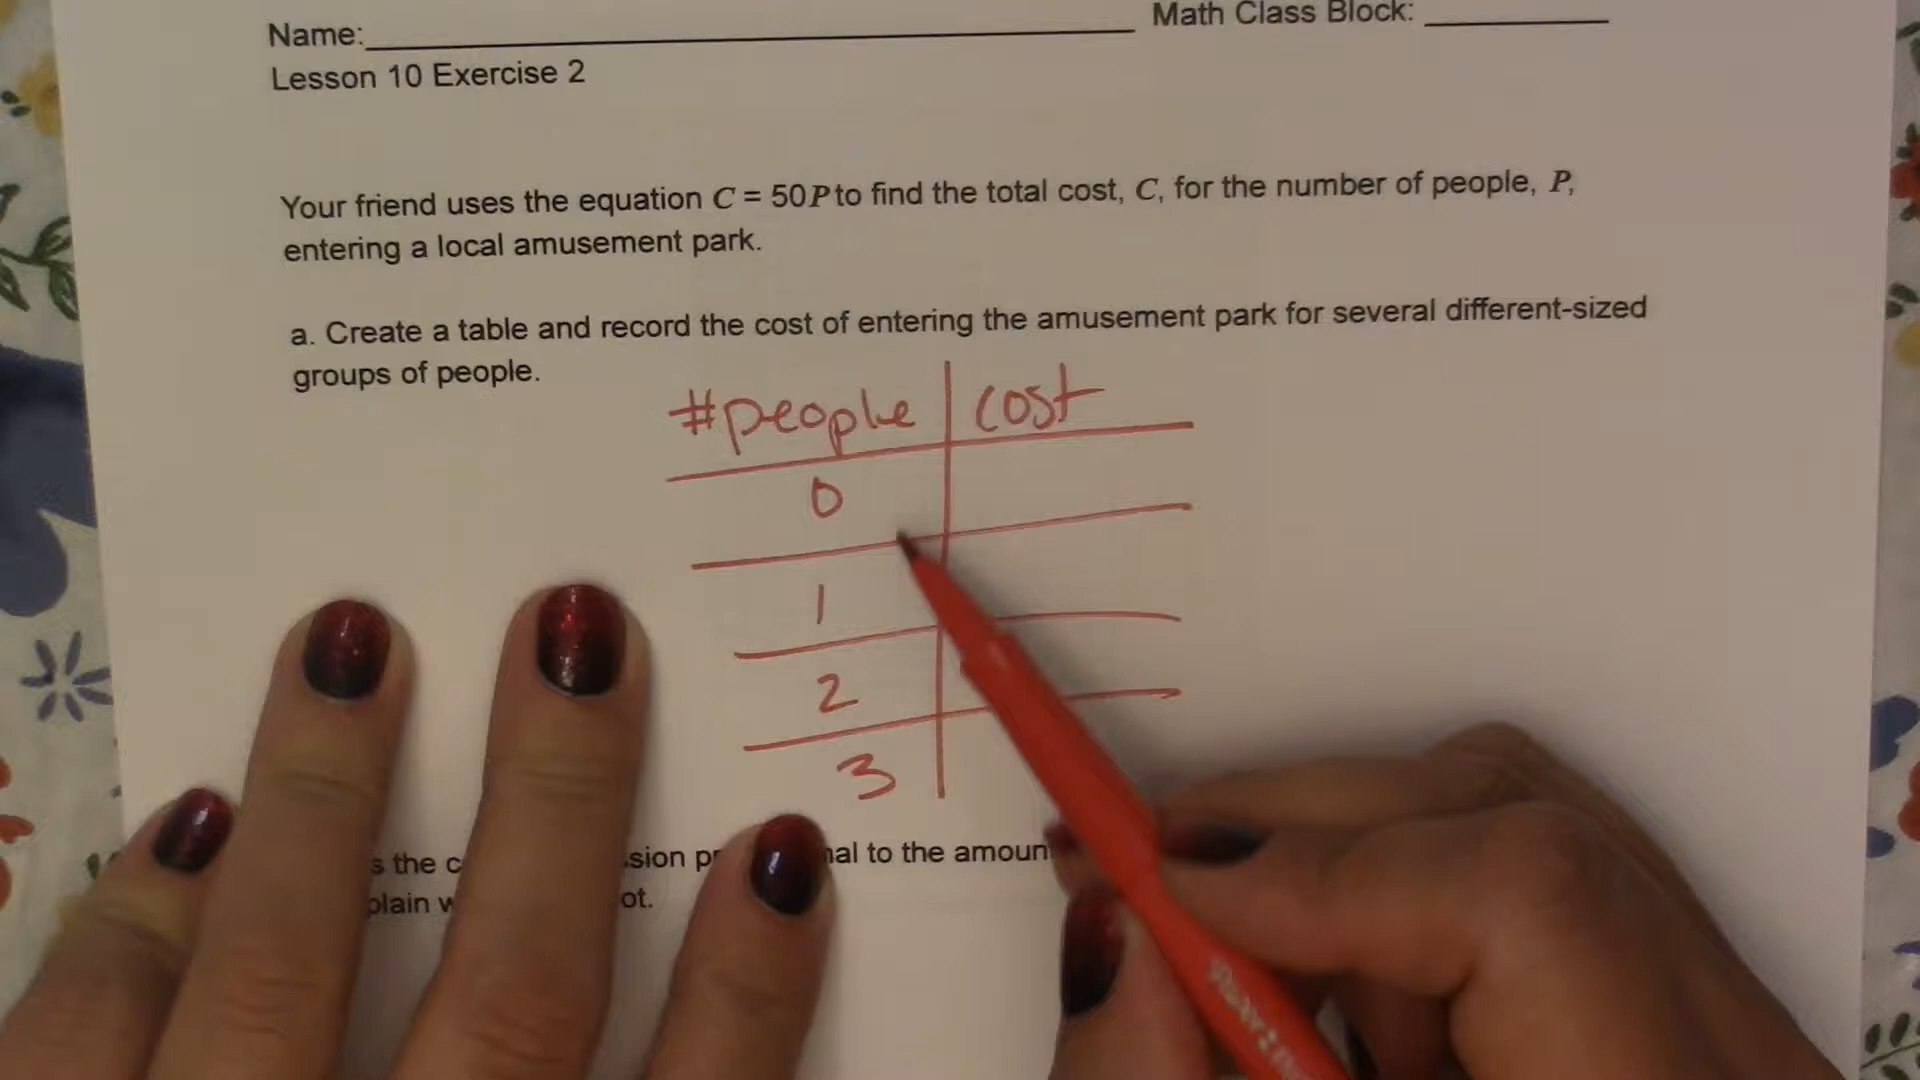 Name: Math Class Block:
Lesson 10 Exercise 2
Your friend uses the equation C = 50P to find the total cost, C, for the number of people, P,
entering a local amusement park.
a. Create a table and record the cost of entering the amusement park for several different-sized
groups of people.
#people cost
0
1
2
3
s the c sion p nal to the amoun
plain w ot.